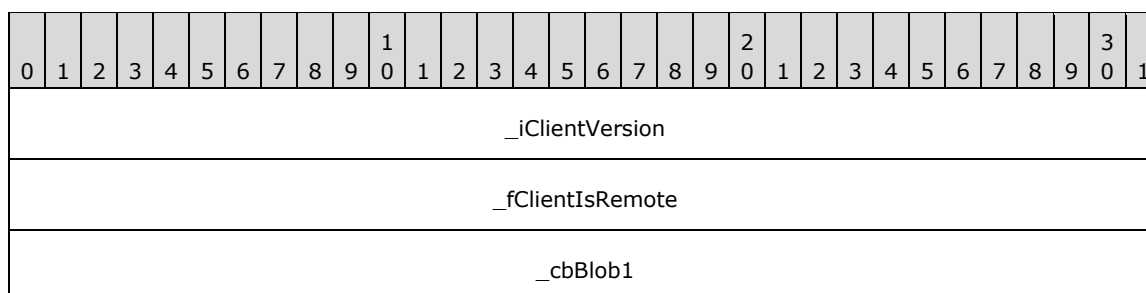 1 2 3
0 1 2 3 4 5 6 7 8 9 0 1 2 3 4 5 6 7 8 9 0 1 2 3 4 5 6 7 8 9 0 1
_iClientVersion
_fClientIsRemote
_cbBlob1